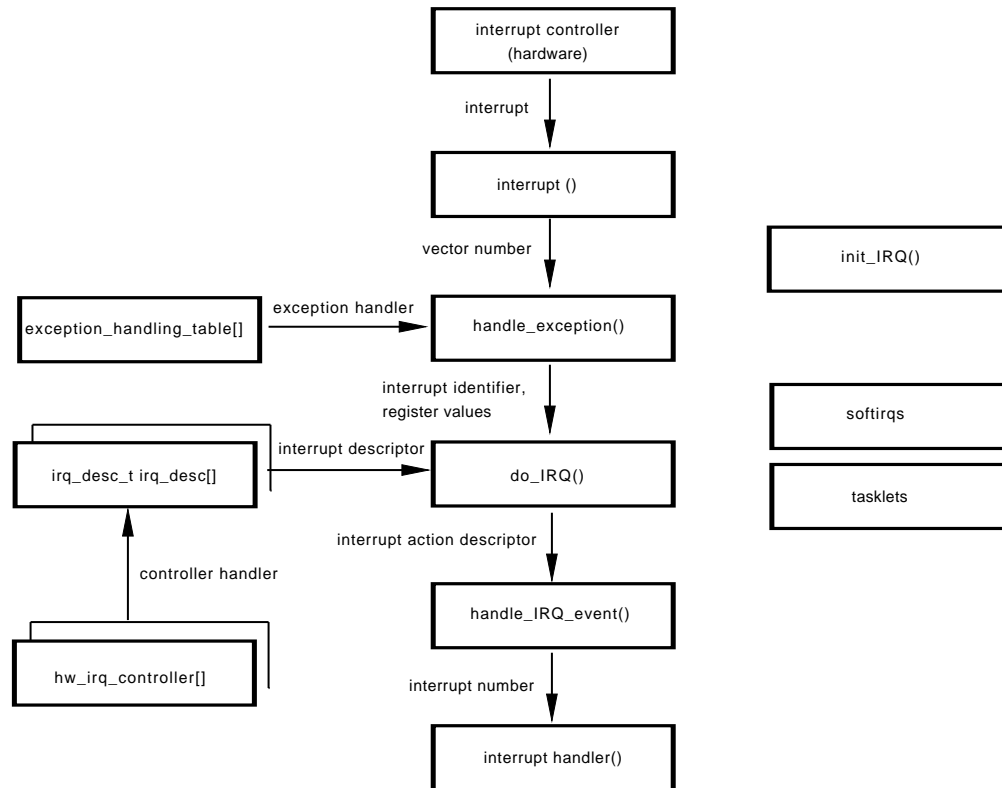 interrupt controller
(hardware)
interrupt
interrupt ()
vector number
init_IRQ()
exception handler
exception_handling_table[]
handle_exception()
interrupt identifier,
register values
softirqs
interrupt descriptor
irq_desc_t irq_desc[]
do_IRQ()
tasklets
interrupt action descriptor
controller handler
handle_IRQ_event()
hw_irq_controller[]
interrupt number
interrupt handler()